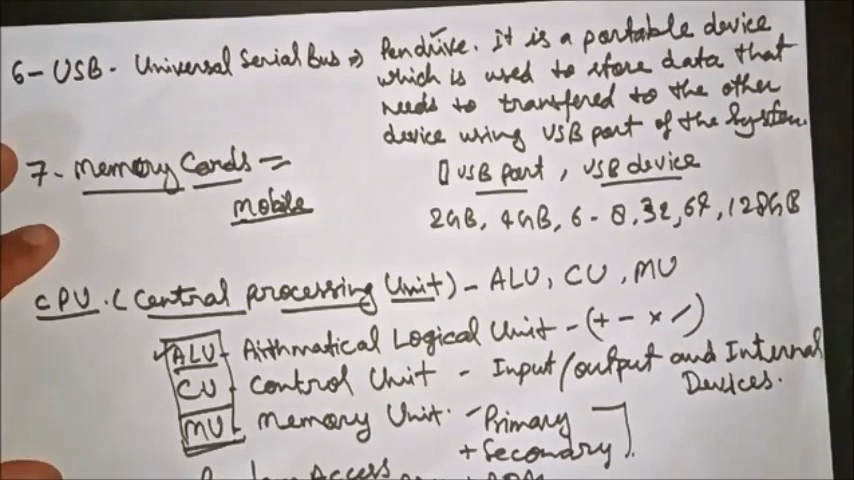 6- USB - Universal Serial Bus => Pendrive. It is a portable device
which is used to store data that
needs to transfered to the other
device using USB port of the System.
7- Memory Cards =
Mobile
USB port, USB device
2GB, 4GB, 6 - 8, 32, 64, 128GB
CPU. (Central processing Unit) - ALU, CU, MU
ALU - Aithmatical Logical Unit - (+ - × /)
CU - Control Unit - Input/output and Internal
Devices.
MU - Memory Unit. - Primary
+ Secondary
Access